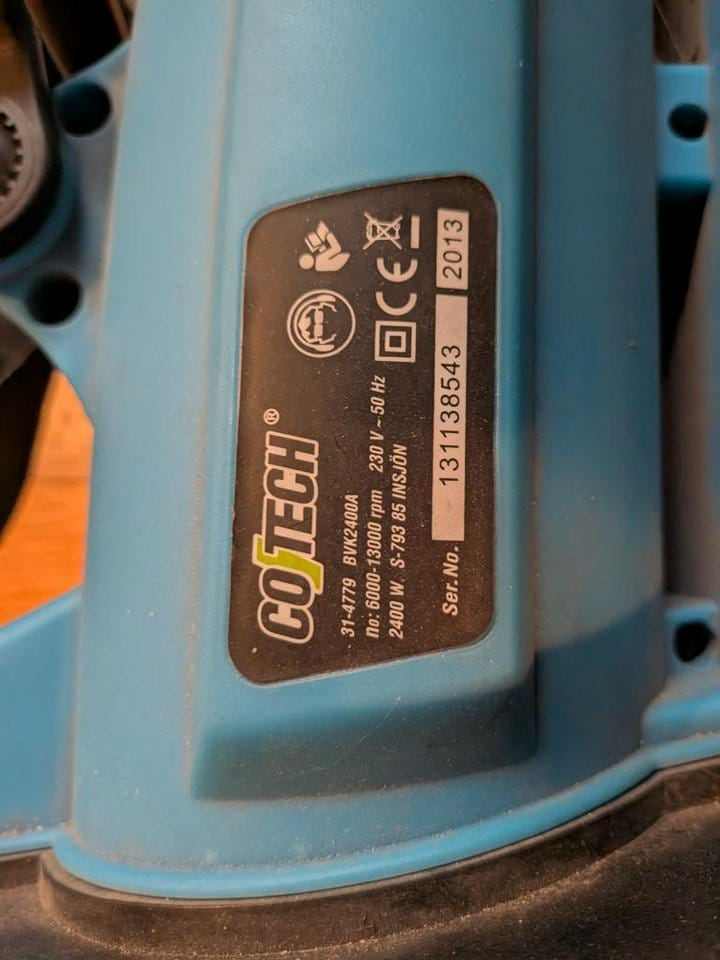 COTECH®
31-4779 BVK2400A
no: 6000-13000 rpm 230 V ~ 50 Hz
2400 W S-793 85 INSJÖN
Ser.No. 131138543 2013
CE